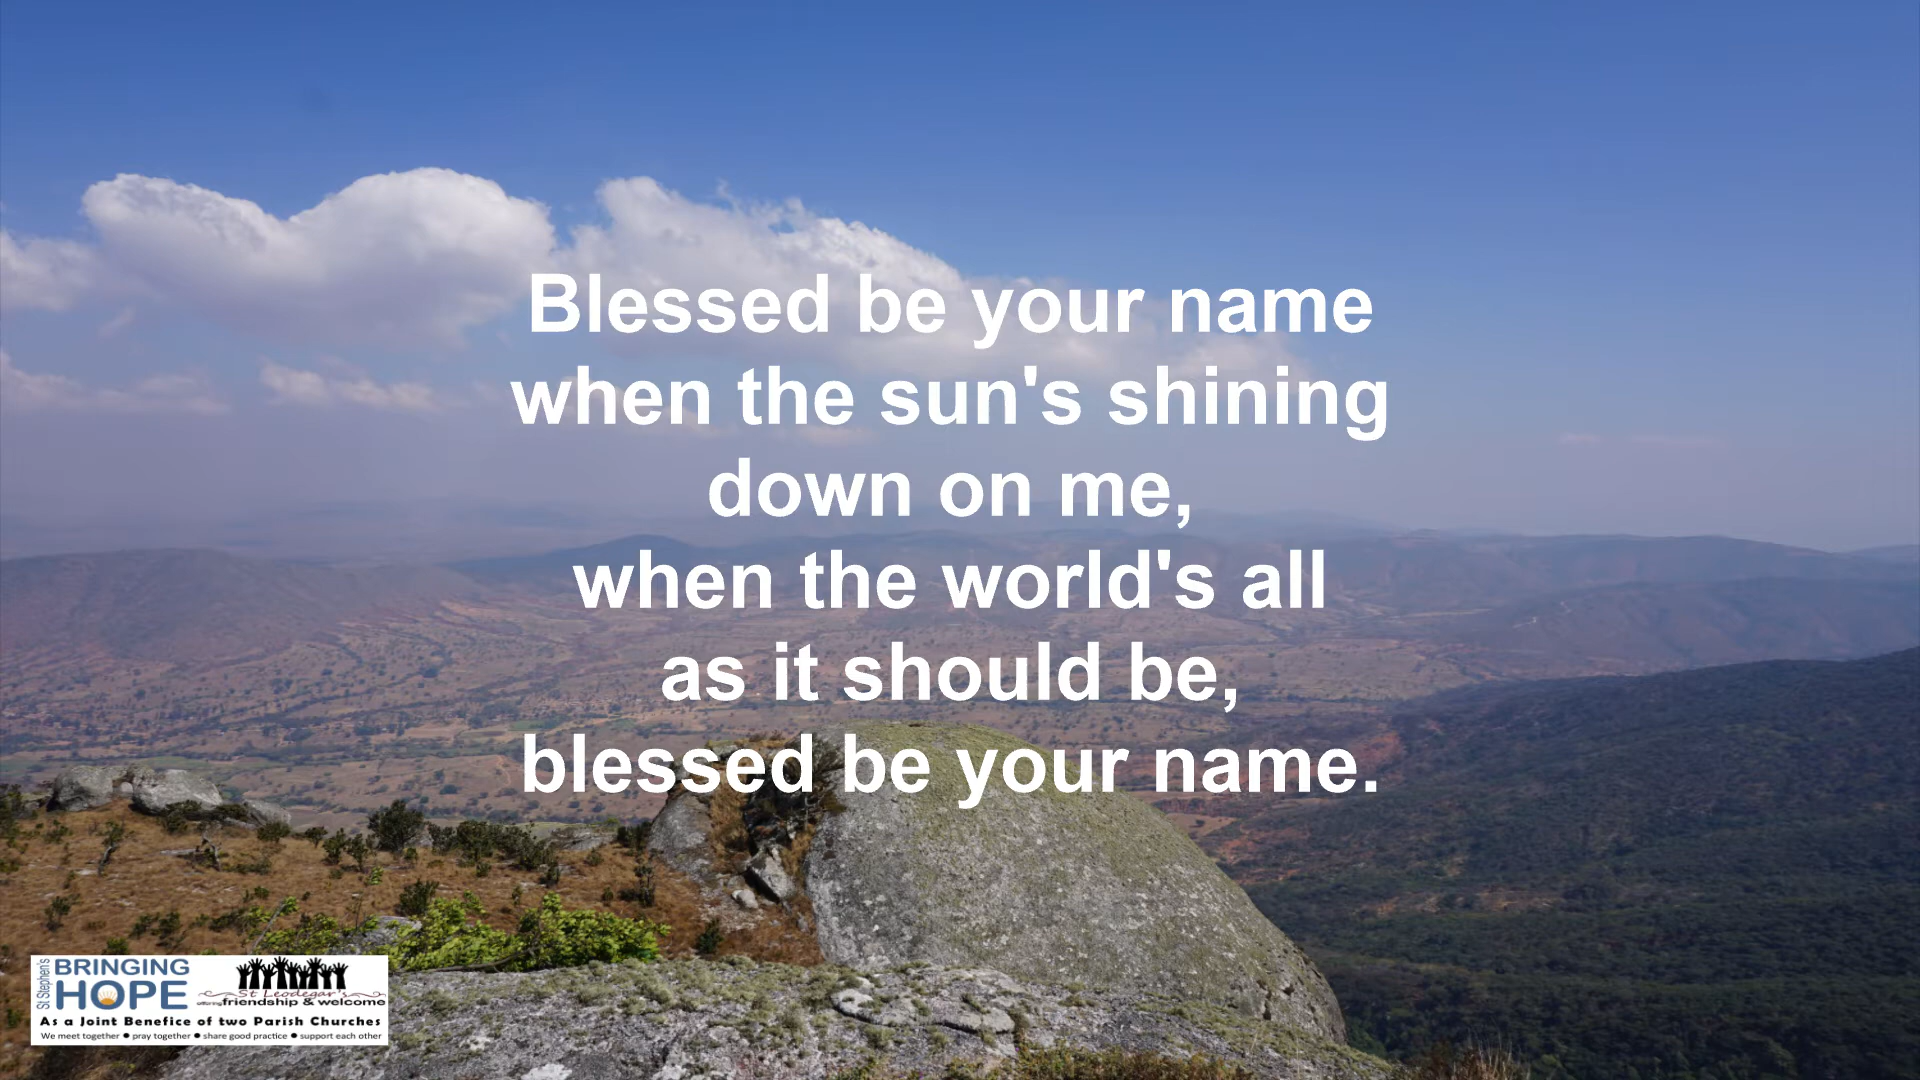 Blessed be your name
when the sun's shining
down on me,
when the world's all
as it should be,
blessed be your name.
St Stephen's
BRINGING
HOPE
St Leodegar's
offering friendship & welcome
As a Joint Benefice of two Parish Churches
We meet together ● pray together ● share good practice ● support each other